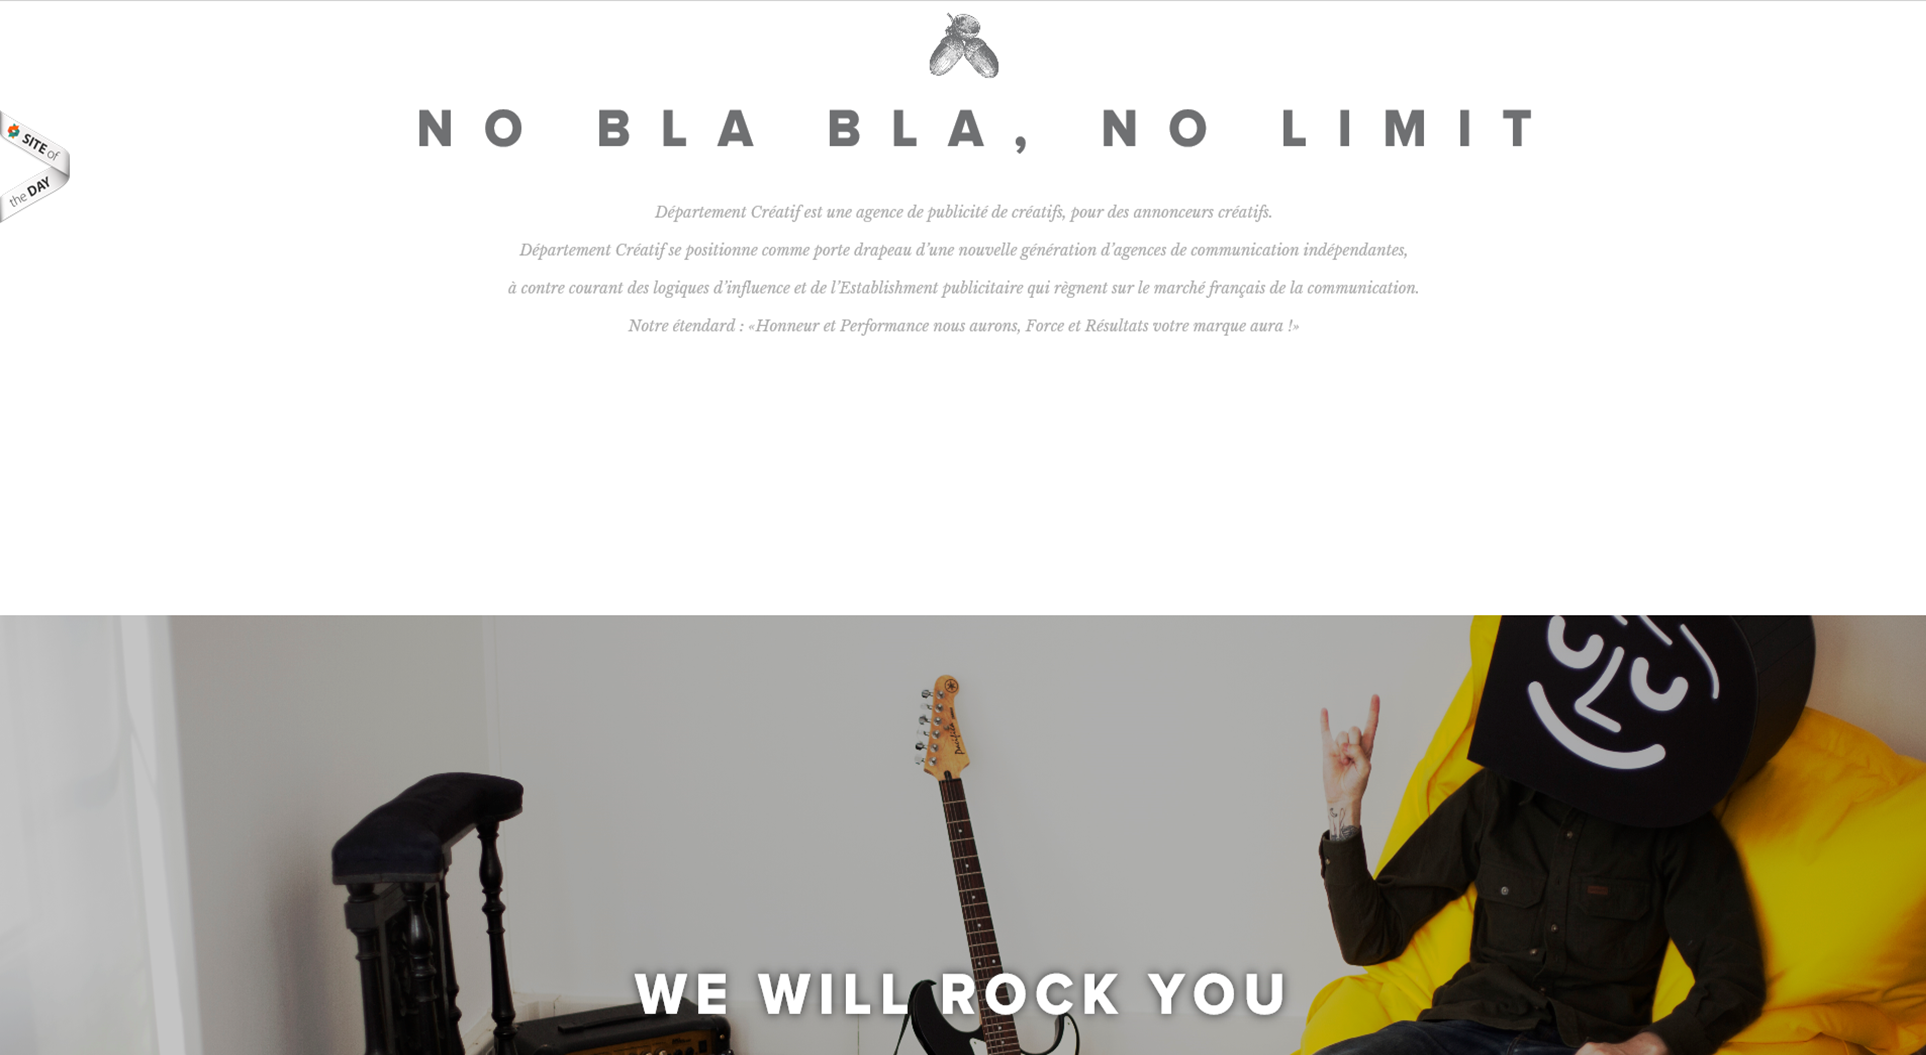 NO BLA BLA, NO LIMIT
SITE of
the DAY
Département Créatif est une agence de publicité de créatifs, pour des annonceurs créatifs.
Département Créatif se positionne comme porte drapeau d’une nouvelle génération d’agences de communication indépendantes,
à contre courant des logiques d’influence et de l’Establishment publicitaire qui règnent sur le marché français de la communication.
Notre étendard : «Honneur et Performance nous aurons, Force et Résultats votre marque aura !»
pacifica
WE WILL ROCK YOU